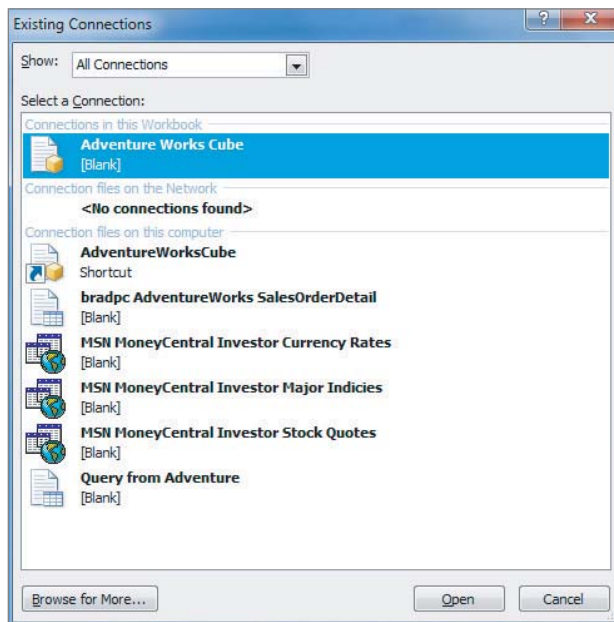 Existing Connections
Show: All Connections
Select a Connection:
Connections in this Workbook
Adventure Works Cube
[Blank]
Connection files on the Network
<No connections found>
Connection files on this computer
AdventureWorksCube
Shortcut
bradpc AdventureWorks SalesOrderDetail
[Blank]
MSN MoneyCentral Investor Currency Rates
[Blank]
MSN MoneyCentral Investor Major Indicies
[Blank]
MSN MoneyCentral Investor Stock Quotes
[Blank]
Query from Adventure
[Blank]
Browse for More... Open Cancel